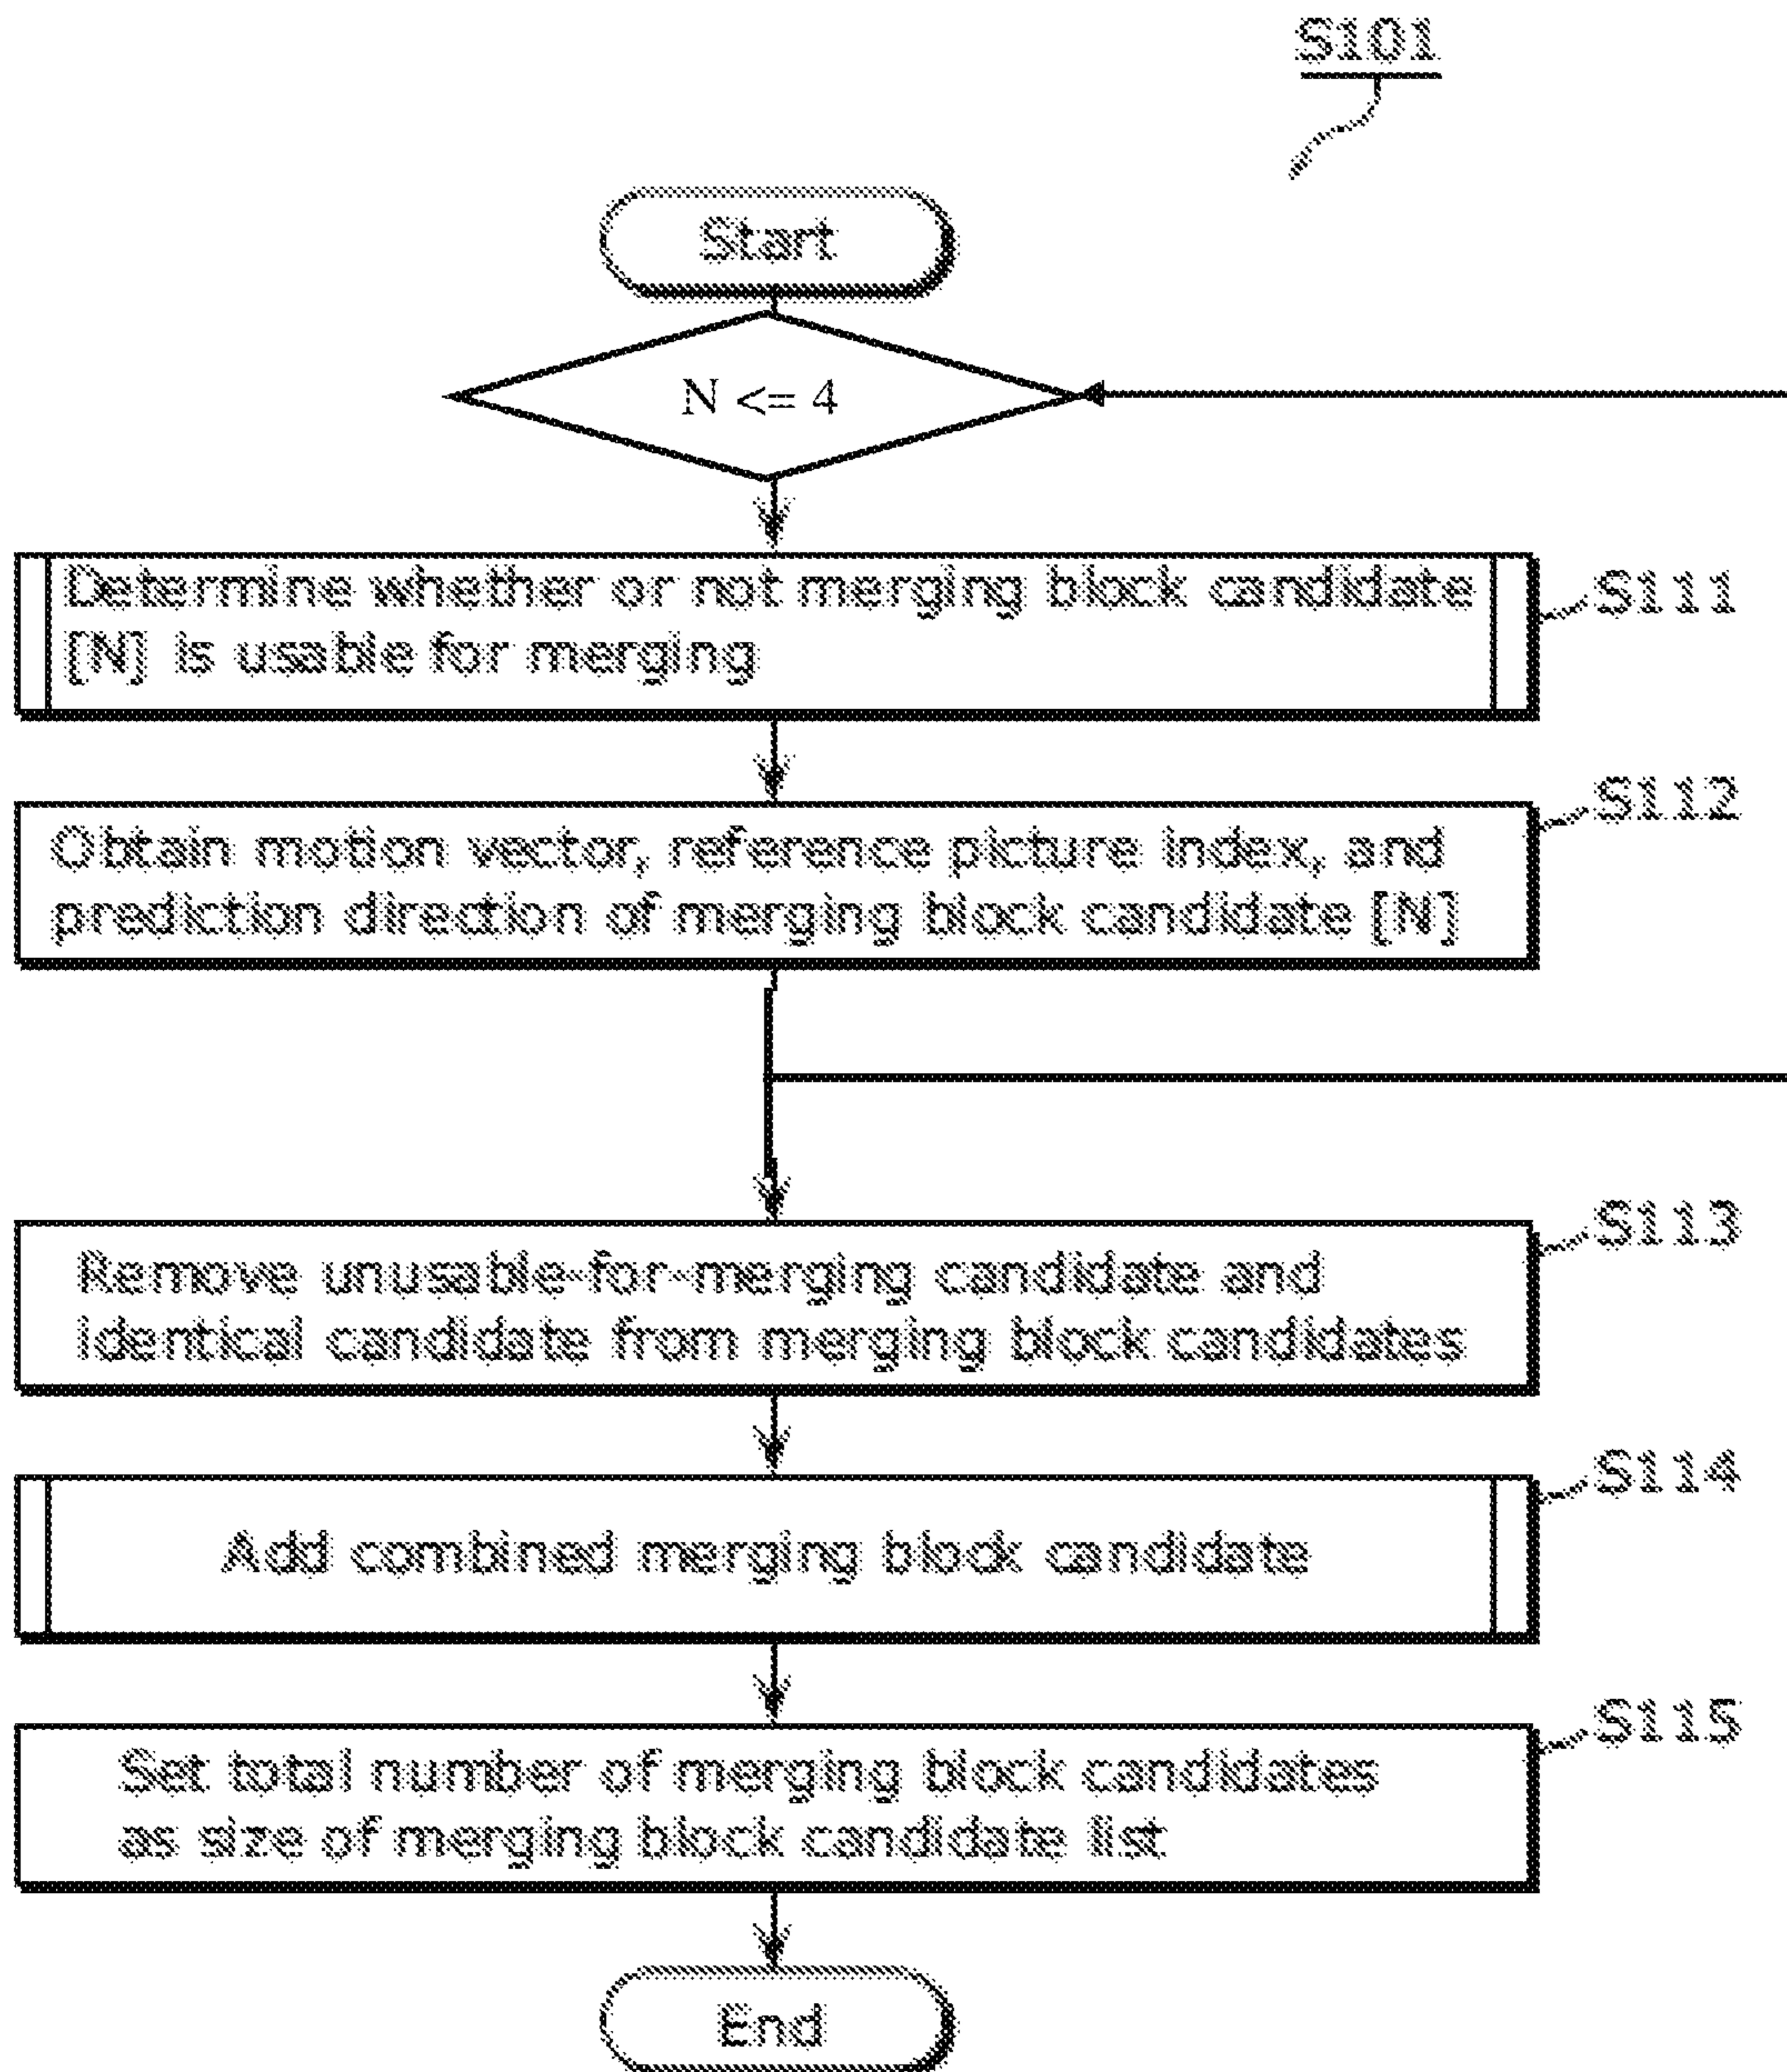 S101
Start
N <= 4
Determine whether or not merging block candidate
[N] is usable for merging
S111
Obtain motion vector, reference picture index, and
prediction direction of merging block candidate [N]
S112
Remove unusable-for-merging candidate and
identical candidate from merging block candidates
S113
Add combined merging block candidate
S114
Set total number of merging block candidates
as size of merging block candidate list
S115
End